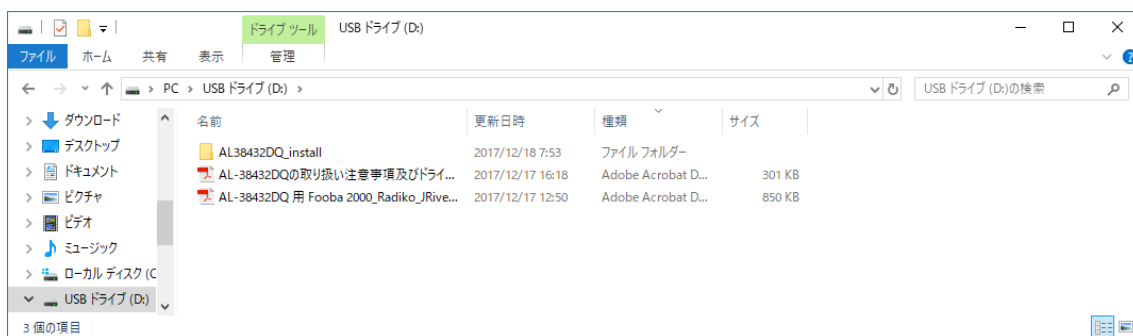 ドライブ ツール USB ドライブ (D:)
ファイル ホーム 共有 表示 管理
PC › USB ドライブ (D:) › USB ドライブ (D:)の検索
名前 更新日時 種類 サイズ
ダウンロード
デスクトップ
ドキュメント
ピクチャ
ビデオ
ミュージック
ローカル ディスク (C
USB ドライブ (D:)
AL38432DQ_install 2017/12/18 7:53 ファイル フォルダー
AL-38432DQの取り扱い注意事項及びドライ... 2017/12/17 16:18 Adobe Acrobat D... 301 KB
AL-38432DQ 用 Fooba 2000_Radiko_JRive... 2017/12/17 12:50 Adobe Acrobat D... 850 KB
3 個の項目